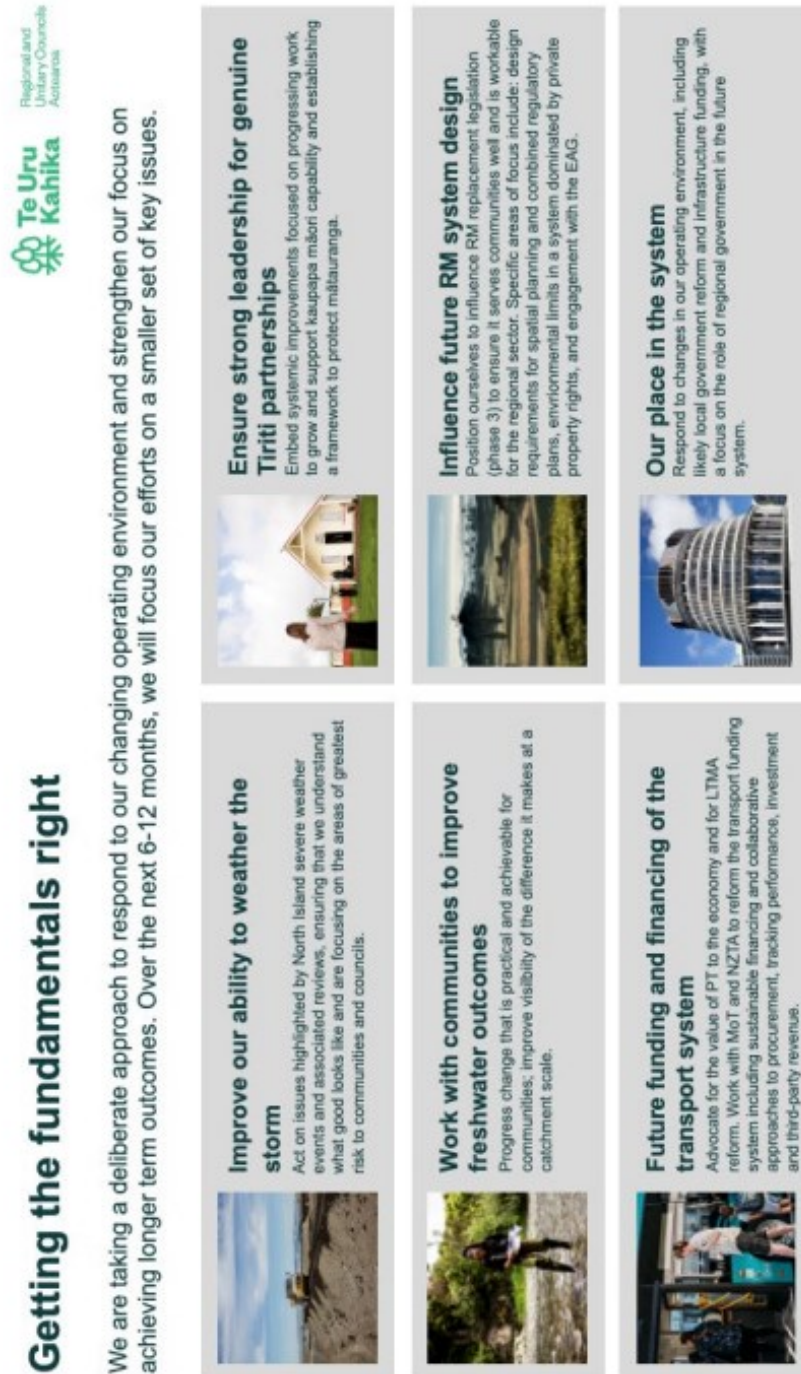 Getting the fundamentals right
Te Uru
Kahika
Regional and
Unitary Councils
Aotearoa
We are taking a deliberate approach to respond to our changing operating environment and strengthen our focus on
achieving longer term outcomes. Over the next 6-12 months, we will focus our efforts on a smaller set of key issues.
Improve our ability to weather the
storm
Act on issues highlighted by North Island severe weather
events and associated reviews, ensuring that we understand
what good looks like and are focusing on the areas of greatest
risk to communities and councils.
Ensure strong leadership for genuine
Tiriti partnerships
Embed systemic improvements focused on progressing work
to grow and support kaupapa māori capability and establishing
a framework to protect mātauranga.
Work with communities to improve
freshwater outcomes
Progress change that is practical and achievable for
communities; improve visibility of the difference it makes at a
catchment scale.
Influence future RM system design
Position ourselves to influence RM replacement legislation
(phase 3) to ensure it serves communities well and is workable
for the regional sector. Specific areas of focus include: design
requirements for spatial planning and combined regulatory
plans, envrionmental limits in a system dominated by private
property rights, and engagement with the EAG.
Future funding and financing of the
transport system
Advocate for the value of PT to the economy and for LTMA
reform. Work with MoT and NZTA to reform the transport funding
system including sustainable financing and collaborative
approaches to procurement, tracking performance, investment
and third-party revenue.
Our place in the system
Respond to changes in our operating environment, including
likely local government reform and infrastructure funding, with
a focus on the role of regional government in the future
system.